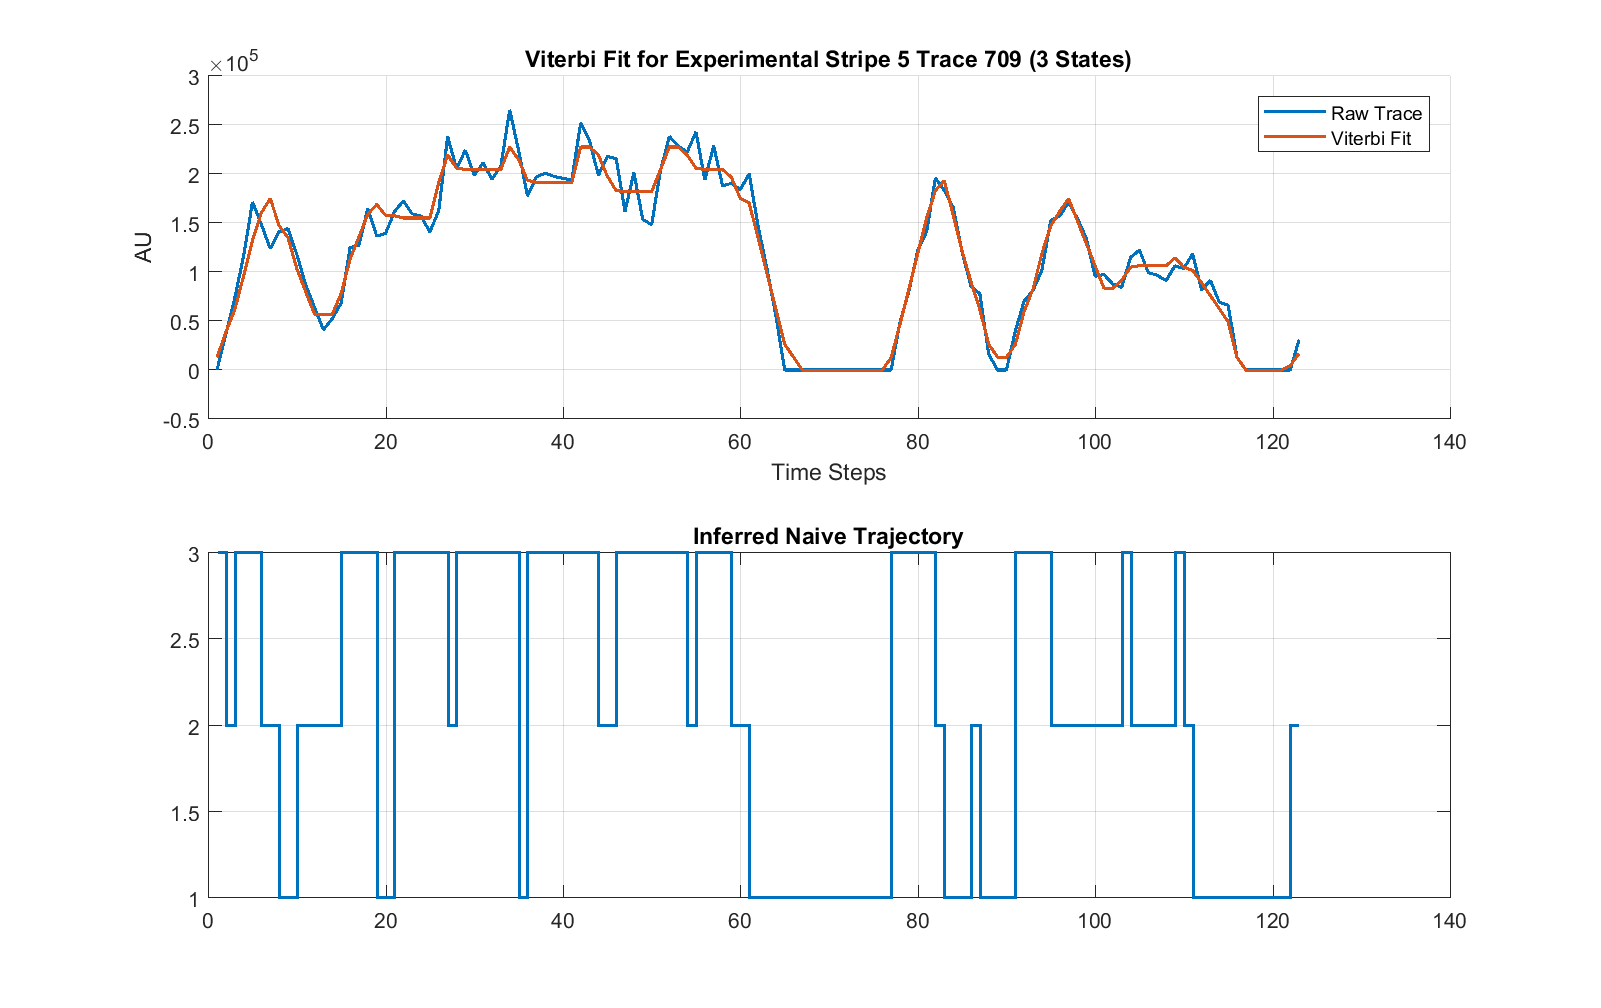 Viterbi Fit for Experimental Stripe 5 Trace 709 (3 States)
×10^5
3
2.5
2
1.5
1
0.5
0
-0.5
AU
Raw Trace
Viterbi Fit
0 20 40 60 80 100 120 140
Time Steps
Inferred Naive Trajectory
3
2.5
2
1.5
1
0 20 40 60 80 100 120 140